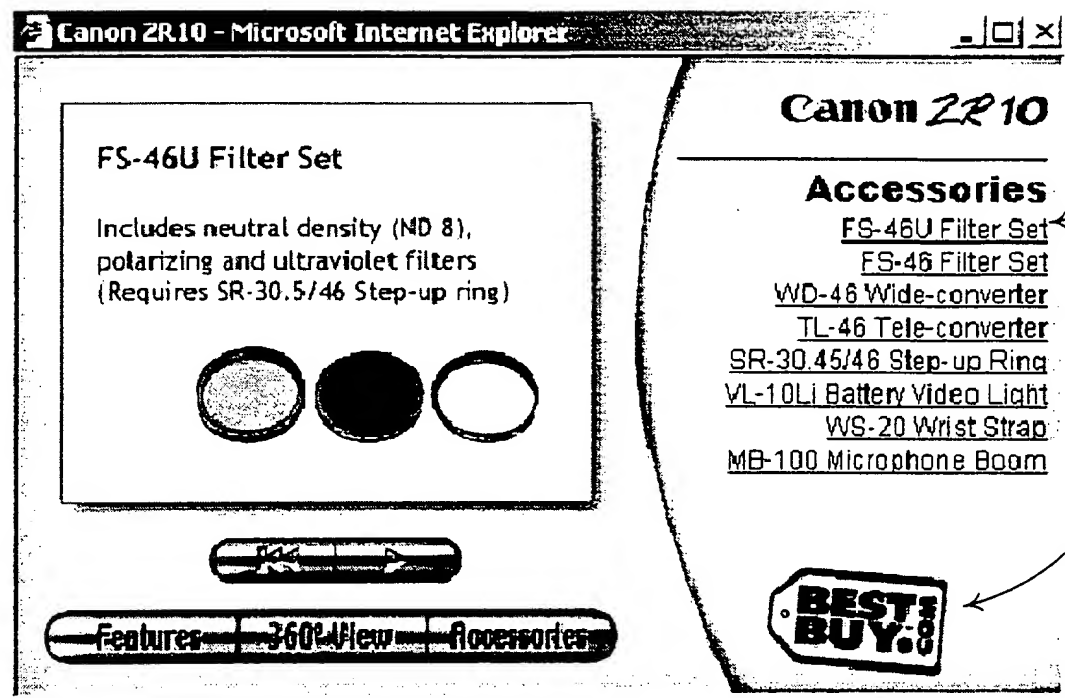 Canon ZR10 - Microsoft Internet Explorer
FS-46U Filter Set
Includes neutral density (ND 8),
polarizing and ultraviolet filters
(Requires SR-30.5/46 Step-up ring)
Features 360° View Accessories
Canon ZR10
Accessories
FS-46U Filter Set
FS-46 Filter Set
WD-46 Wide-converter
TL-46 Tele-converter
SR-30.45/46 Step-up Ring
VL-10Li Battery Video Light
WS-20 Wrist Strap
MB-100 Microphone Boom
BEST
BUY.COM